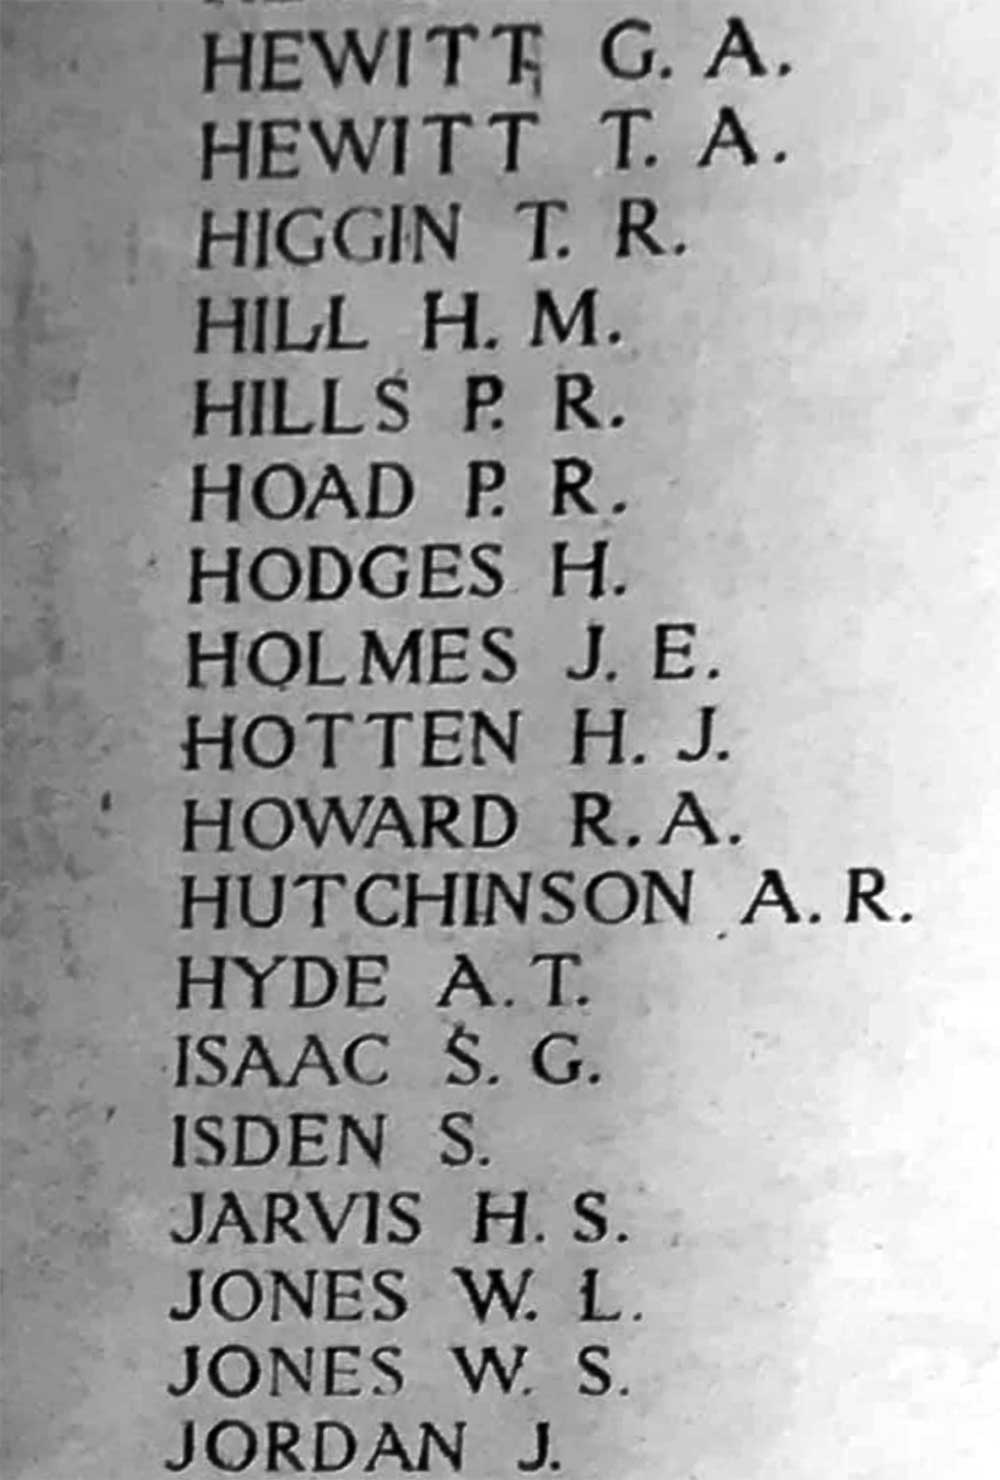 HEWITT G. A.
HEWITT T. A.
HIGGIN T. R.
HILL H. M.
HILLS P. R.
HOAD P. R.
HODGES H.
HOLMES J. E.
HOTTEN H. J.
HOWARD R. A.
HUTCHINSON A. R.
HYDE A. T.
ISAAC S. G.
ISDEN S.
JARVIS H. S.
JONES W. L.
JONES W. S.
JORDAN J.